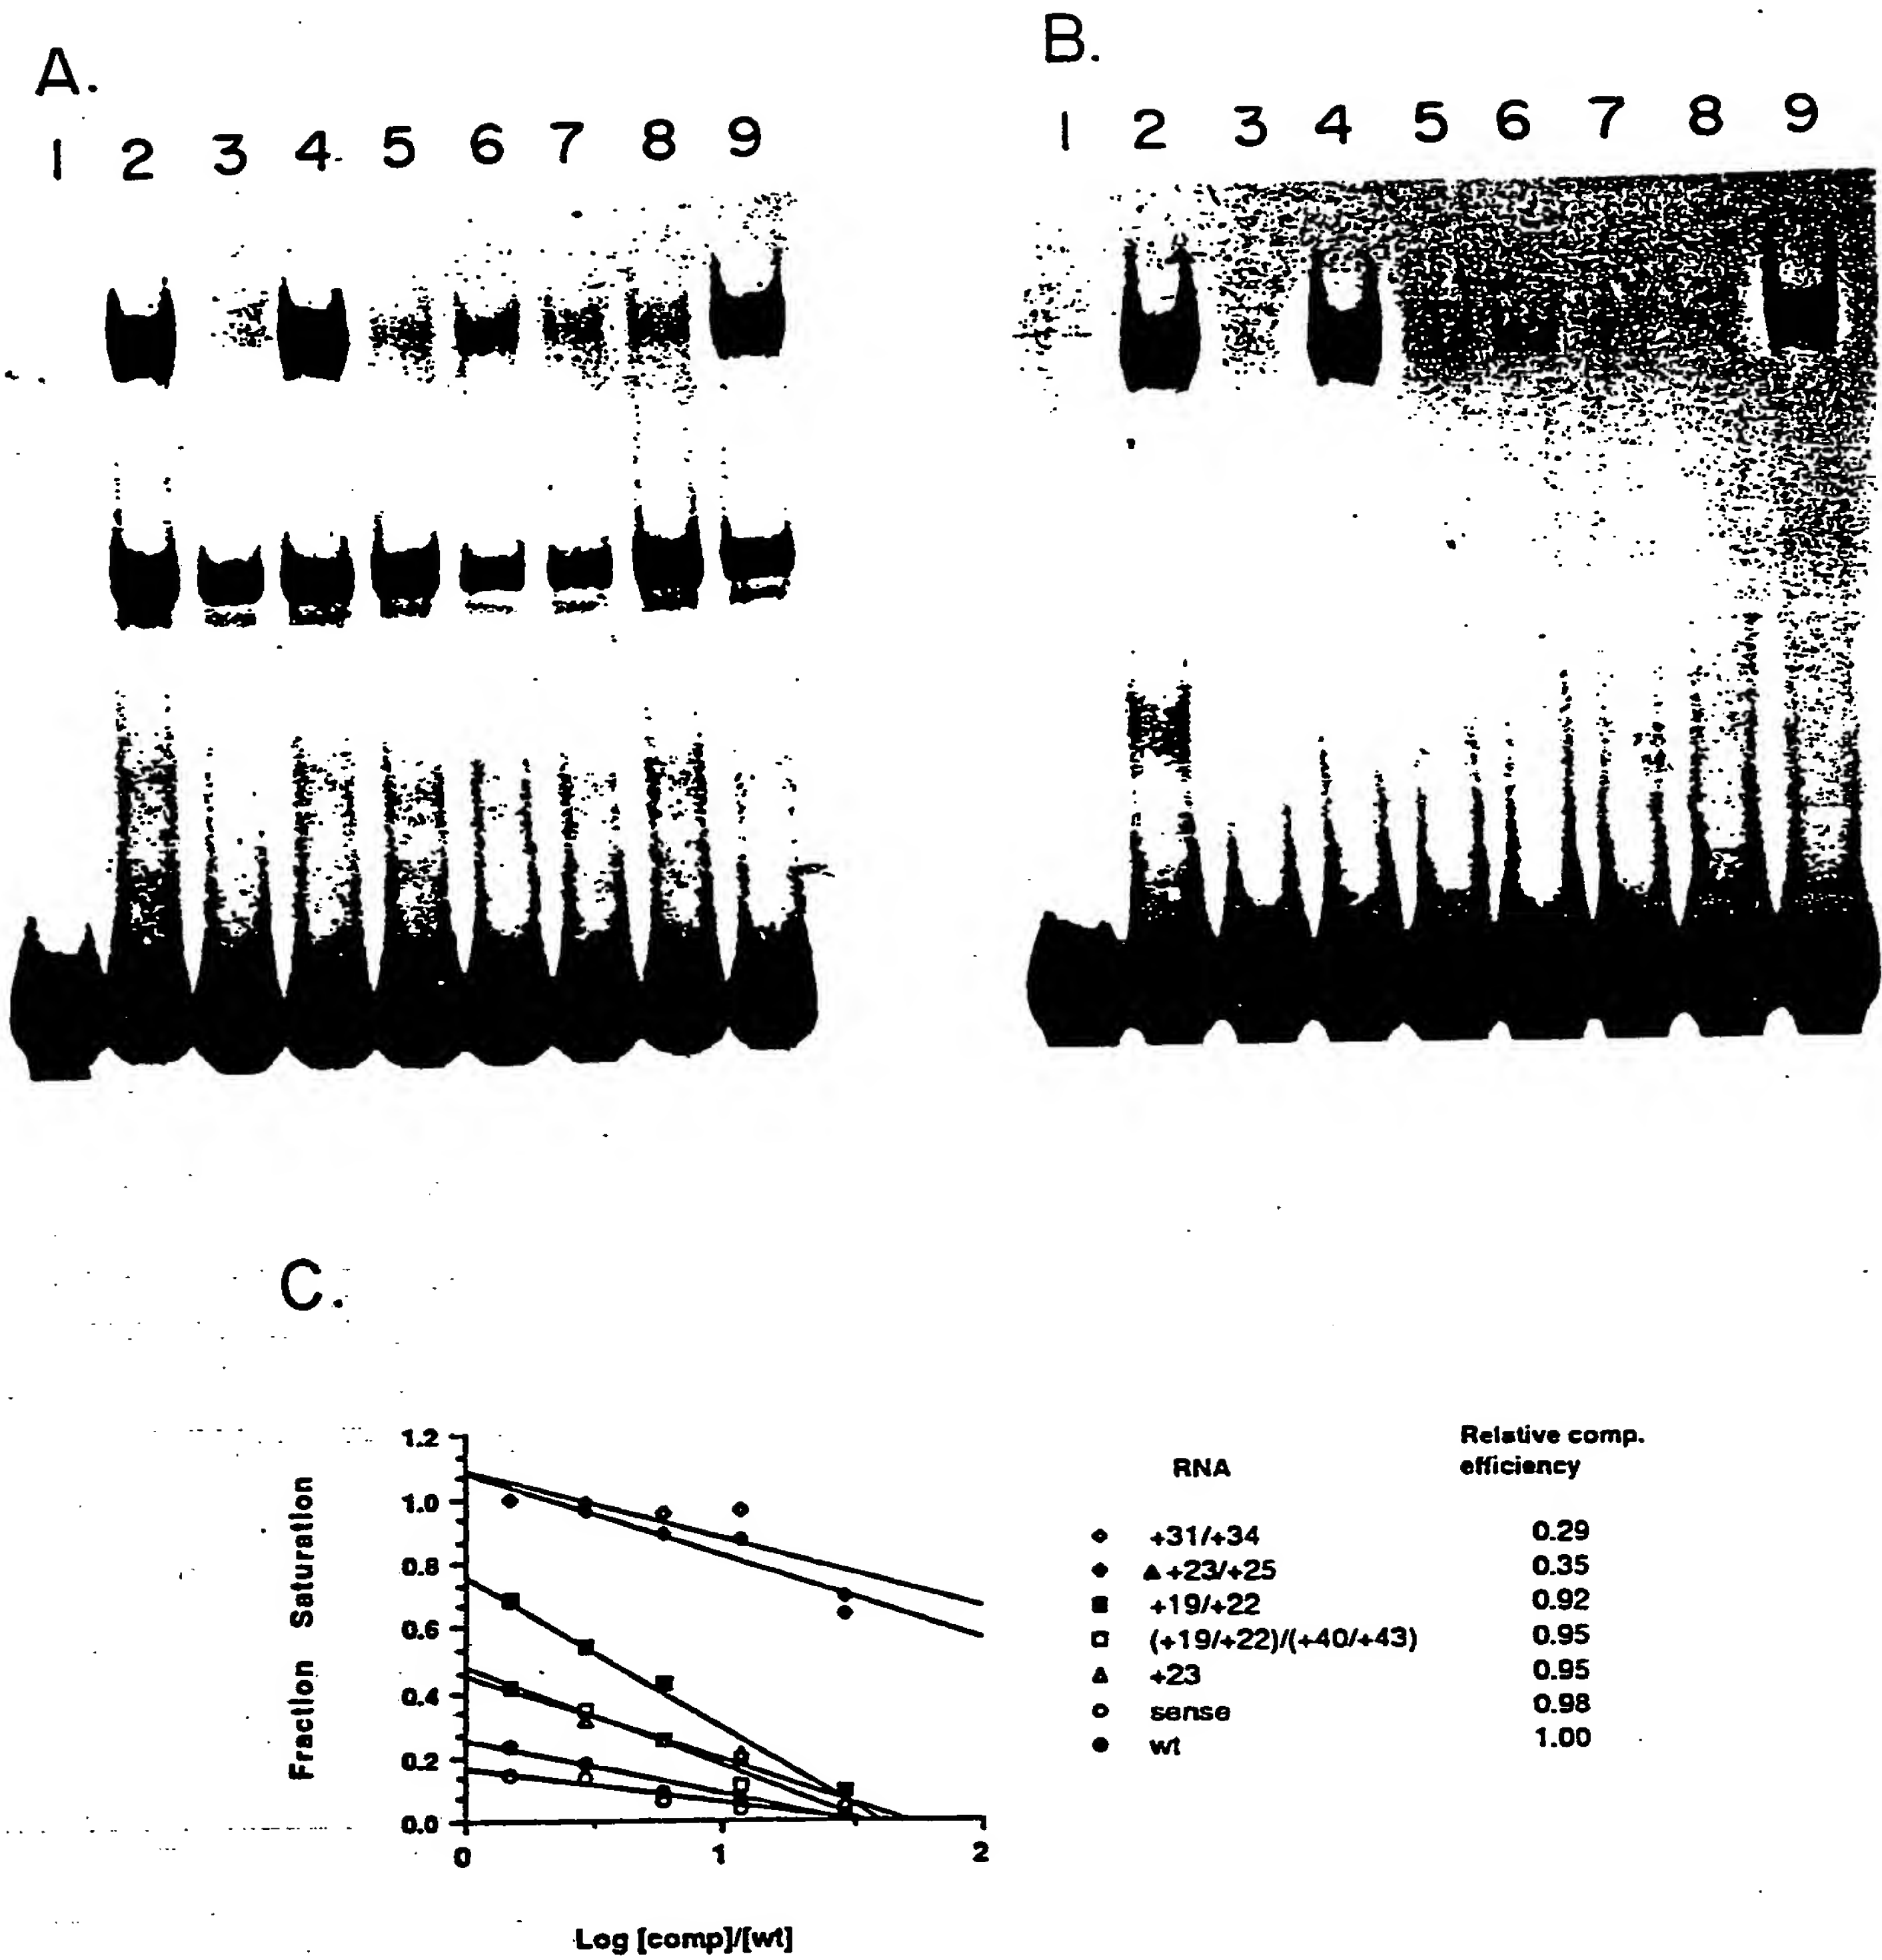 A.
1 2 3 4 5 6 7 8 9
B.
1 2 3 4 5 6 7 8 9
C.
Fraction Saturation
1.2
1.0
0.8
0.6
0.4
0.2
0.0
0 1 2
Log [comp]/[wt]
RNA
Relative comp.
efficiency
+31/+34 0.29
▲+23/+25 0.35
+19/+22 0.92
(+19/+22)/(+40/+43) 0.95
+23 0.95
sense 0.98
wt 1.00